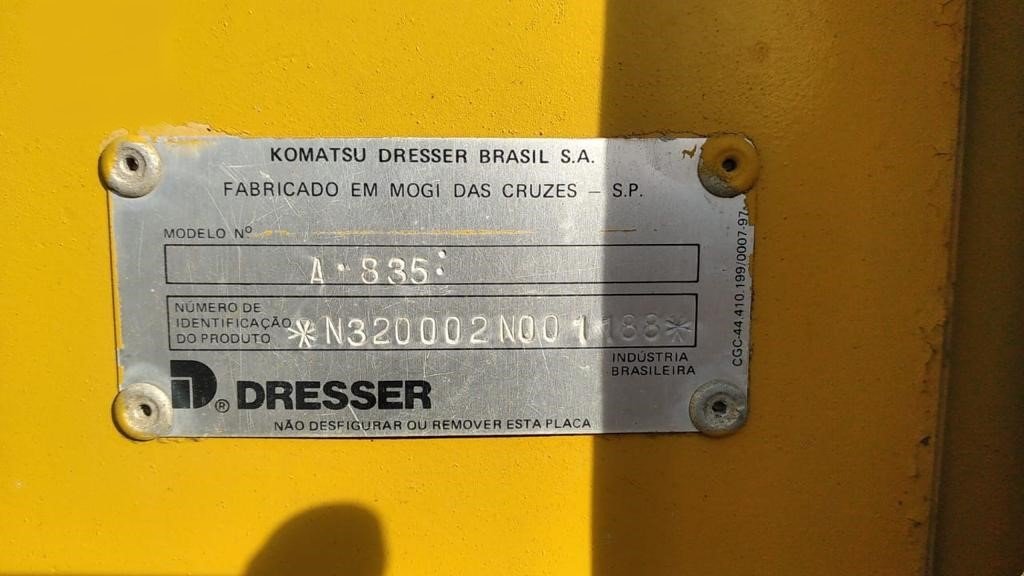 KOMATSU DRESSER BRASIL S.A.
FABRICADO EM MOGI DAS CRUZES – S.P.
MODELO Nº
A·835:
NÚMERO DE
IDENTIFICAÇÃO
DO PRODUTO
*N320002N001188*
INDÚSTRIA
BRASILEIRA
D® DRESSER
NÃO DESFIGURAR OU REMOVER ESTA PLACA
CGC-44.410.199/0007-97